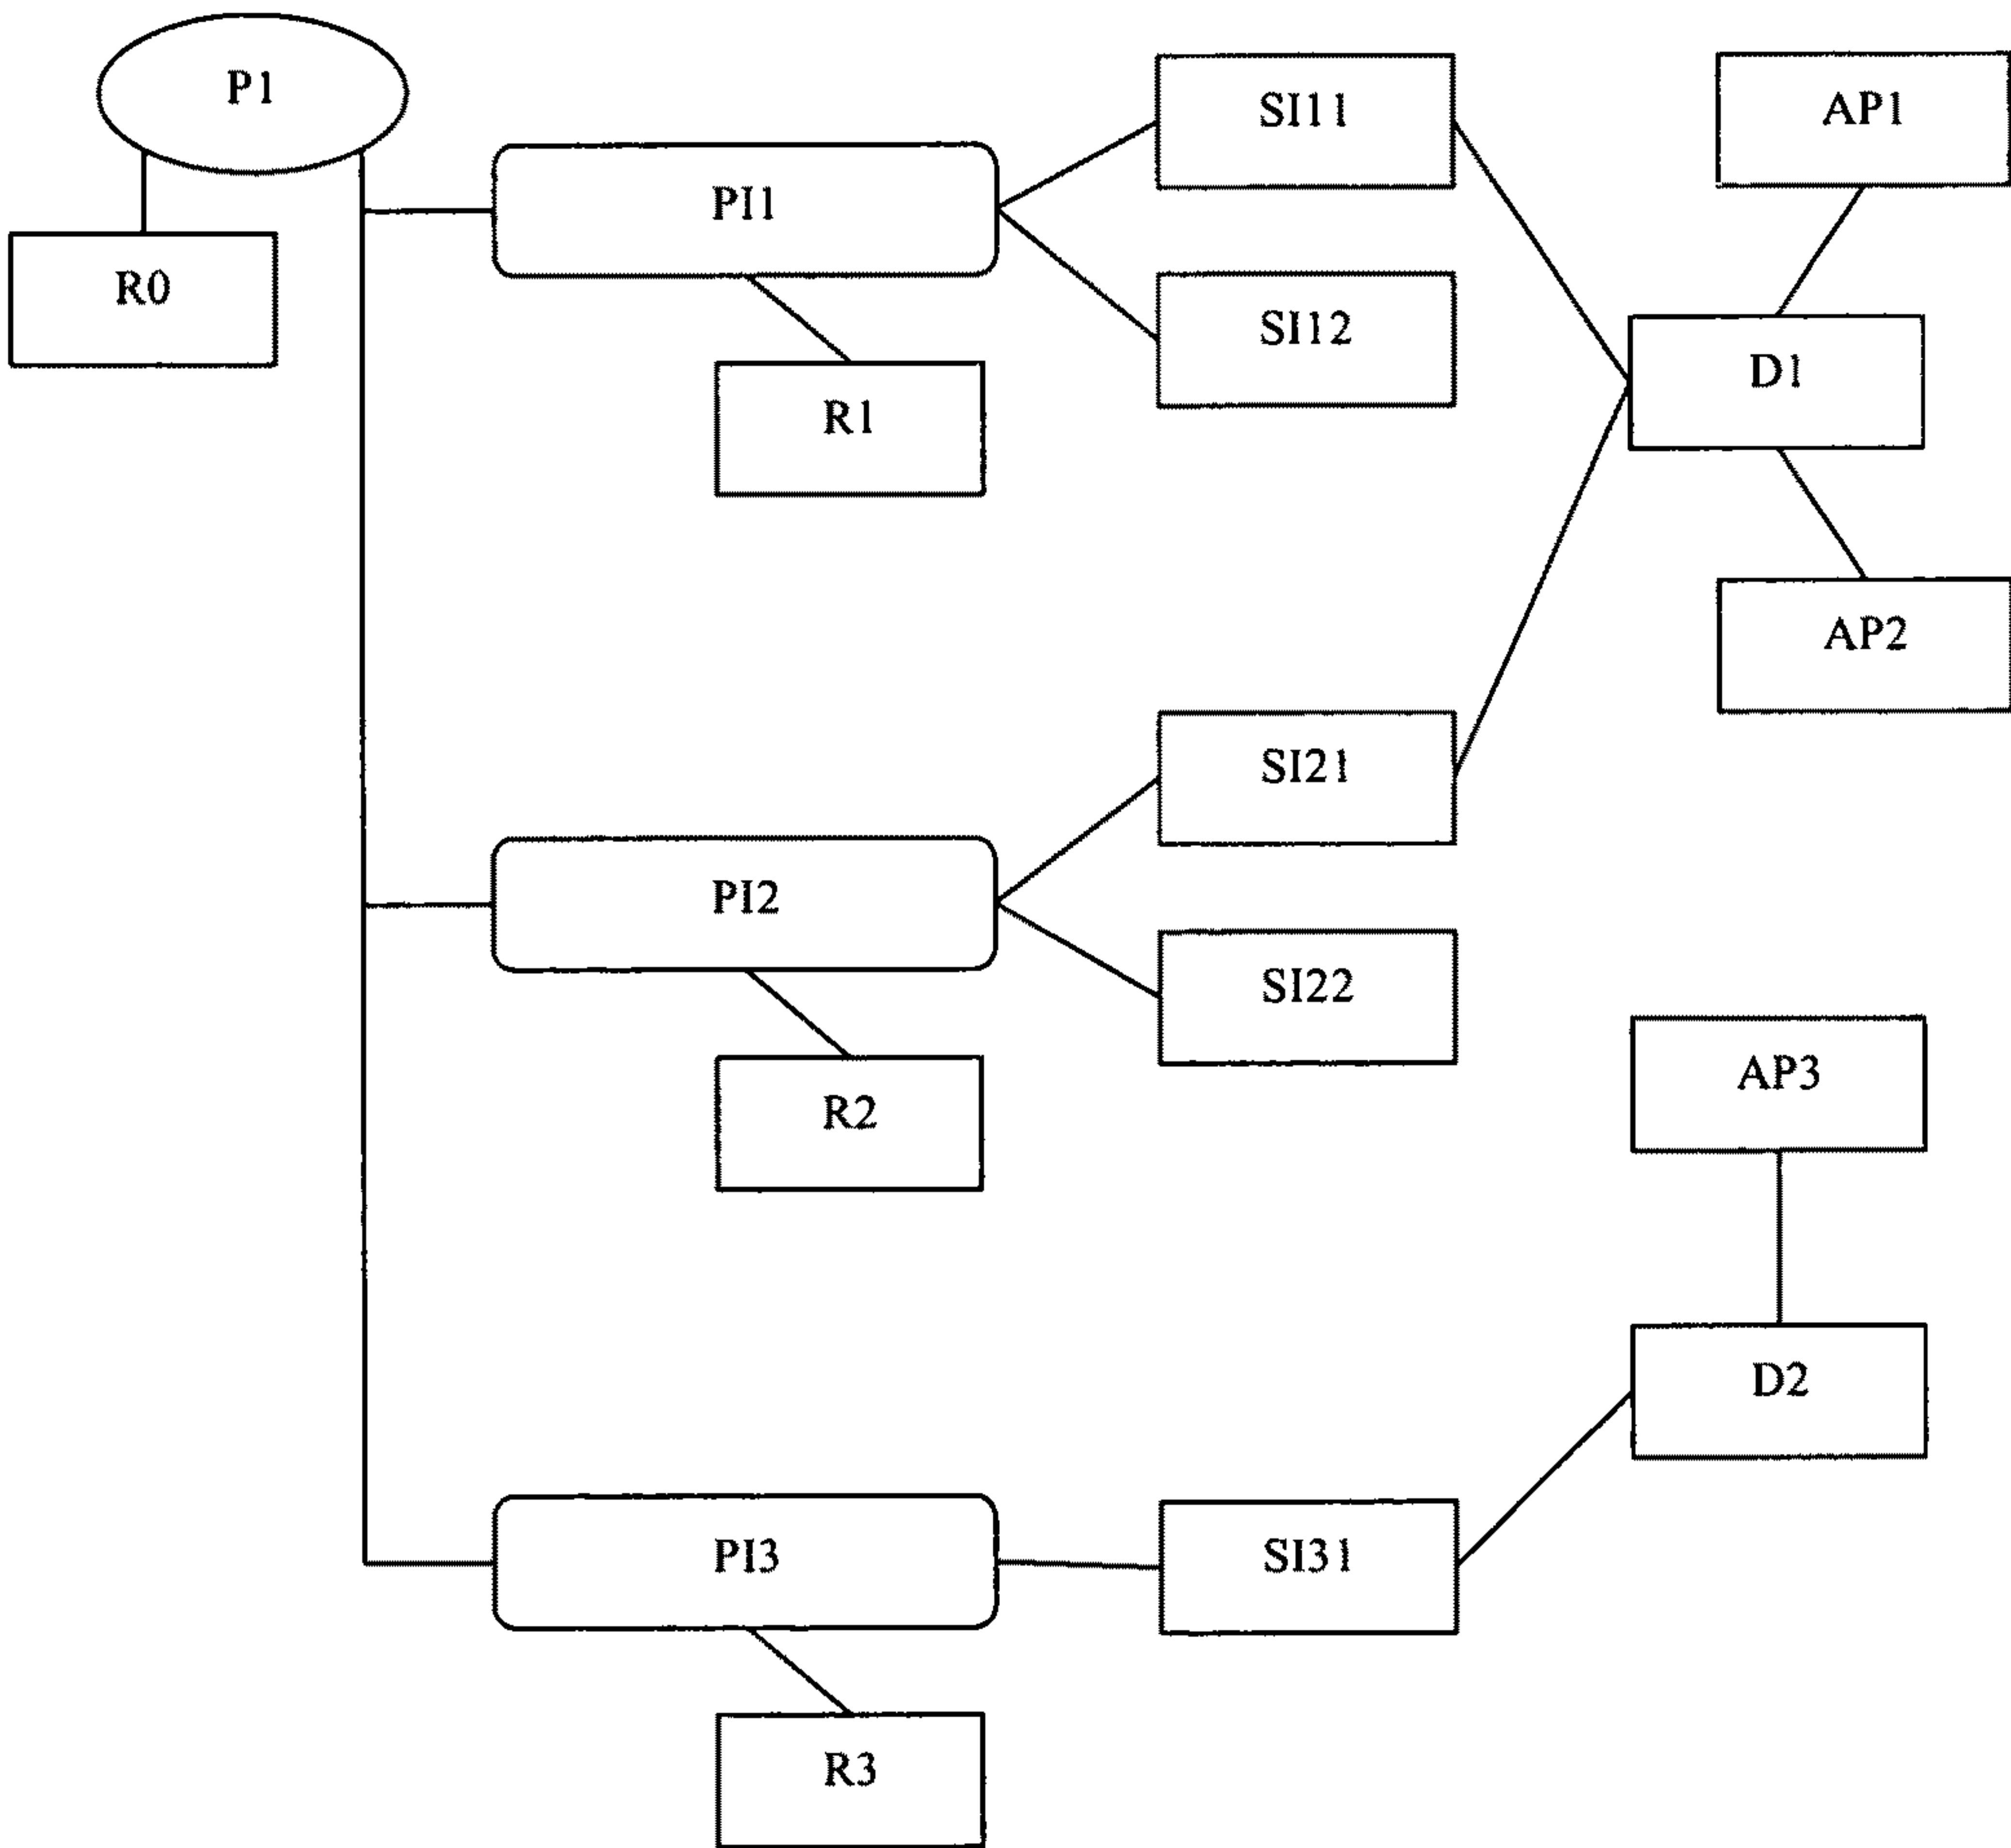 P1
R0
PI1
R1
SI11
SI12
AP1
D1
AP2
PI2
R2
SI21
SI22
AP3
D2
PI3
SI31
R3